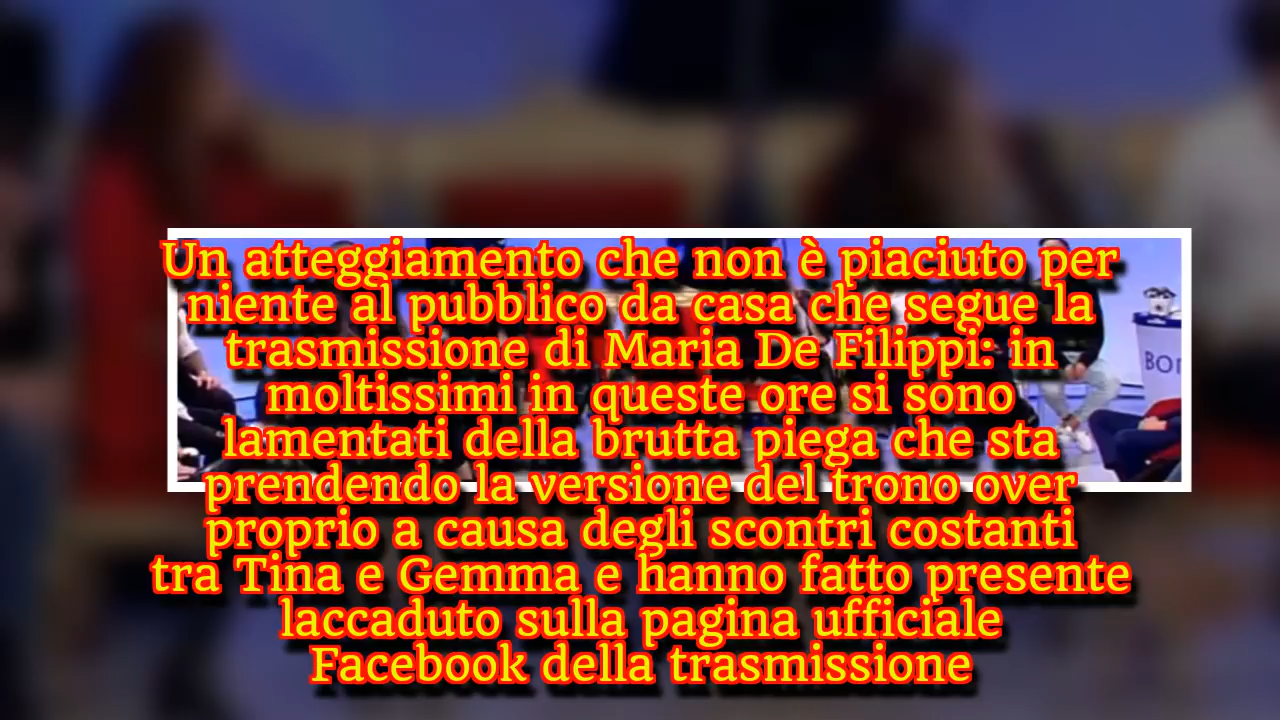 Un atteggiamento che non è piaciuto per
niente al pubblico da casa che segue la
trasmissione di Maria De Filippi: in
moltissimi in queste ore si sono
lamentati della brutta piega che sta
prendendo la versione del trono over
proprio a causa degli scontri costanti
tra Tina e Gemma e hanno fatto presente
laccaduto sulla pagina ufficiale
Facebook della trasmissione